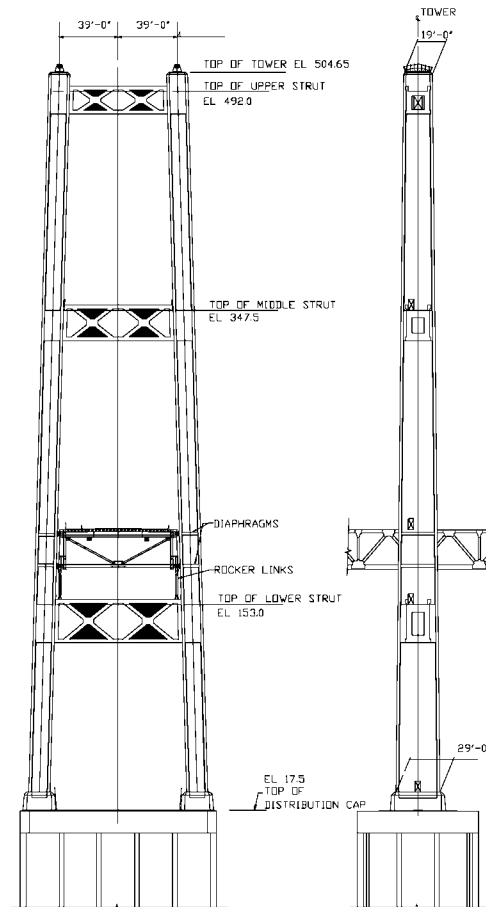 39'-0" 39'-0"
TOWER
19'-0"
TOP OF TOWER EL 504.65
TOP OF UPPER STRUT
EL 492.0
TOP OF MIDDLE STRUT
EL 347.5
DIAPHRAGMS
ROCKER LINKS
TOP OF LOWER STRUT
EL 153.0
29'-0
EL 17.5
TOP OF
DISTRIBUTION CAP